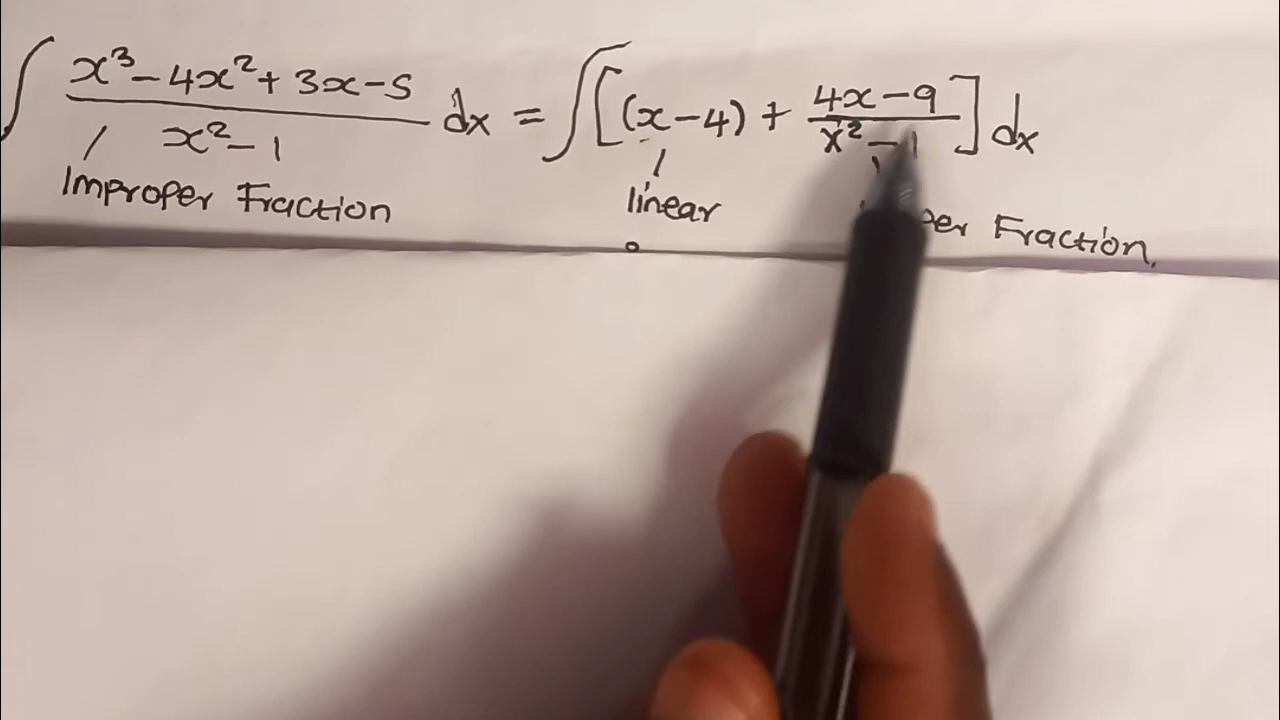 ∫ x³ - 4x² + 3x - 5 / x² - 1 dx = ∫[(x - 4) + 4x - 9 / x² - 1] dx
Improper Fraction linear Fraction.